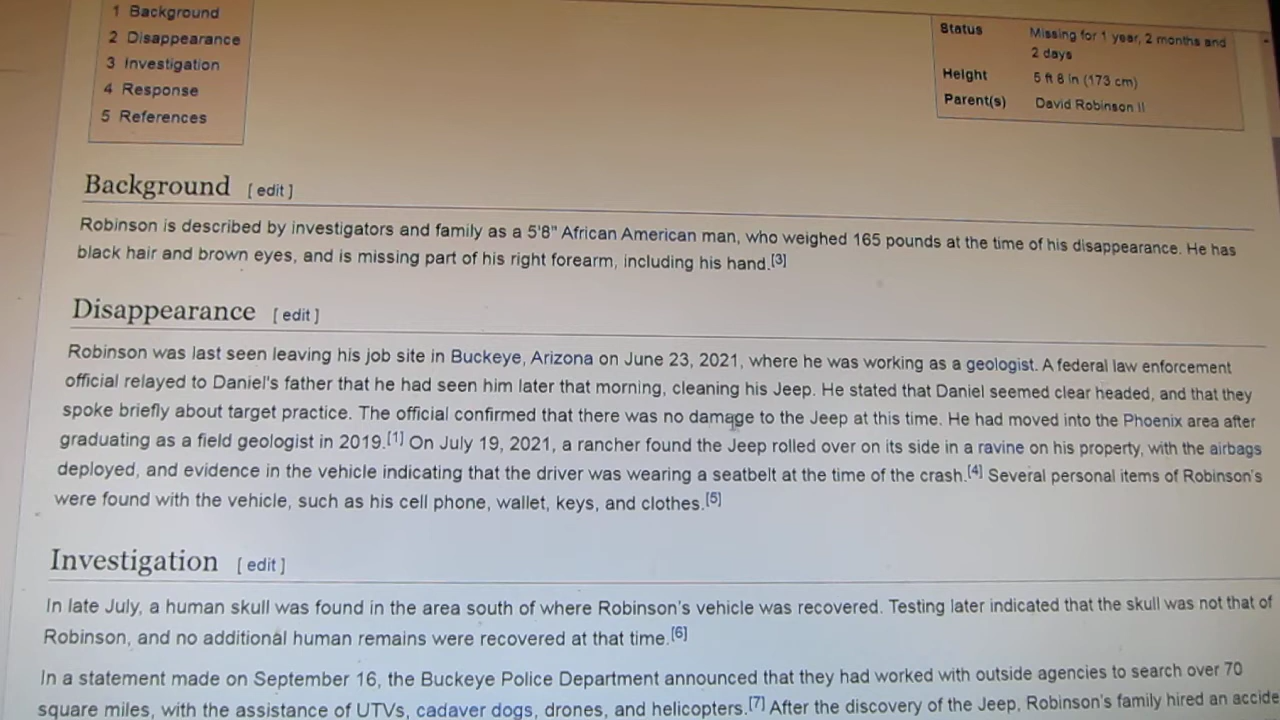 1 Background
2 Disappearance
3 Investigation
4 Response
5 References
Status Missing for 1 year, 2 months and
2 days
Height 5 ft 8 in (173 cm)
Parent(s) David Robinson II
Background [ edit ]
Robinson is described by investigators and family as a 5'8" African American man, who weighed 165 pounds at the time of his disappearance. He has
black hair and brown eyes, and is missing part of his right forearm, including his hand.[3]
Disappearance [ edit ]
Robinson was last seen leaving his job site in Buckeye, Arizona on June 23, 2021, where he was working as a geologist. A federal law enforcement
official relayed to Daniel's father that he had seen him later that morning, cleaning his Jeep. He stated that Daniel seemed clear headed, and that they
spoke briefly about target practice. The official confirmed that there was no damage to the Jeep at this time. He had moved into the Phoenix area after
graduating as a field geologist in 2019.[1] On July 19, 2021, a rancher found the Jeep rolled over on its side in a ravine on his property, with the airbags
deployed, and evidence in the vehicle indicating that the driver was wearing a seatbelt at the time of the crash.[4] Several personal items of Robinson's
were found with the vehicle, such as his cell phone, wallet, keys, and clothes.[5]
Investigation [ edit ]
In late July, a human skull was found in the area south of where Robinson's vehicle was recovered. Testing later indicated that the skull was not that of
Robinson, and no additional human remains were recovered at that time.[6]
In a statement made on September 16, the Buckeye Police Department announced that they had worked with outside agencies to search over 70
square miles, with the assistance of UTVs, cadaver dogs, drones, and helicopters.[7] After the discovery of the Jeep, Robinson's family hired an accide